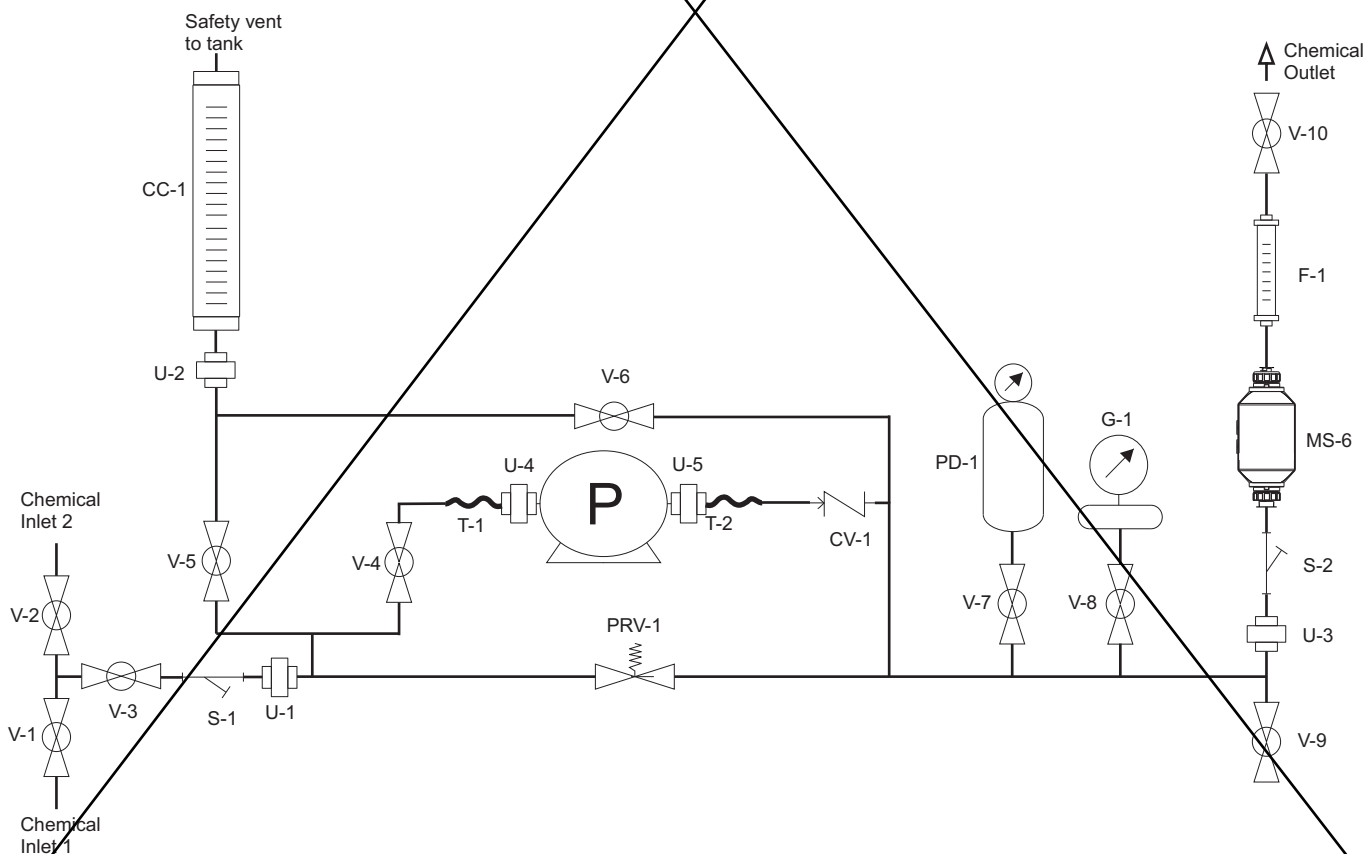 Safety vent
to tank
Chemical
Outlet
V-10
CC-1
F-1
U-2
V-6
G-1
MS-6
PD-1
U-4
U-5
P
Chemical
Inlet 2
T-1
T-2
CV-1
V-5
V-4
S-2
V-7
V-8
V-2
PRV-1
U-3
V-3
S-1
U-1
V-1
V-9
Chemical
Inlet 1